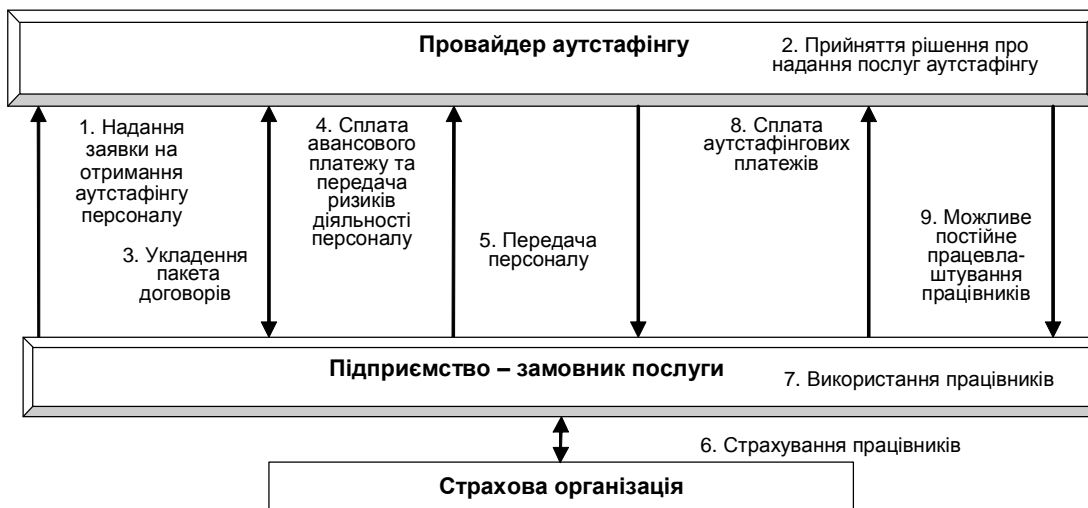 Провайдер аутстафінгу
2. Прийняття рішення про
надання послуг аутстафінгу
1. Надання
заявки на
отримання
аутстафінгу
персоналу
3. Укладення
пакета
договорів
4. Сплата
авансового
платежу та
передача
ризиків
діяльності
персоналу
5. Передача
персоналу
8. Сплата
аутстафінгових
платежів
9. Можливе
постійне
працевла-
штування
працівників
Підприємство – замовник послуги
7. Використання працівників
6. Страхування працівників
Страхова організація